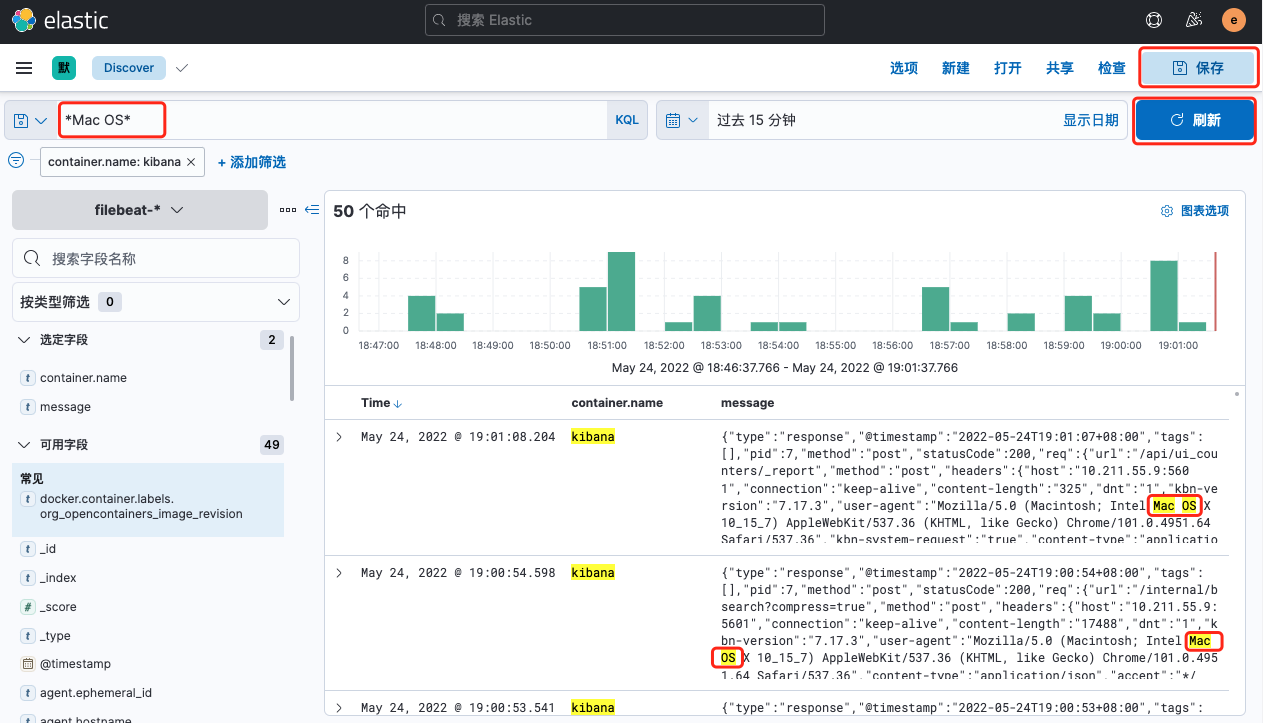 elastic
搜索 Elastic
e
默
Discover
选项
新建
打开
共享
检查
保存
*Mac OS*
KQL
过去 15 分钟
显示日期
刷新
container.name: kibana ×
+ 添加筛选
filebeat-*
搜索字段名称
按类型筛选 0
选定字段 2
t container.name
t message
可用字段 49
常见
t docker.container.labels.
org_opencontainers_image_revision
t _id
t _index
# _score
t _type
@timestamp
t agent.ephemeral_id
t agent.hostname
50 个命中
图表选项
8
6
4
2
0
18:47:00 18:48:00 18:49:00 18:50:00 18:51:00 18:52:00 18:53:00 18:54:00 18:55:00 18:56:00 18:57:00 18:58:00 18:59:00 19:00:00 19:01:00
May 24, 2022 @ 18:46:37.766 - May 24, 2022 @ 19:01:37.766
Time ↓ container.name message
May 24, 2022 @ 19:01:08.204 kibana {"type":"response","@timestamp":"2022-05-24T19:01:07+08:00","tags":
[],"pid":7,"method":"post","statusCode":200,"req":{"url":"/api/ui_cou
nters/_report","method":"post","headers":{"host":"10.211.55.9:560
1","connection":"keep-alive","content-length":"325","dnt":"1","kbn-ve
rsion":"7.17.3","user-agent":"Mozilla/5.0 (Macintosh; Intel Mac OS X
10_15_7) AppleWebKit/537.36 (KHTML, like Gecko) Chrome/101.0.4951.64
Safari/537.36","kbn-system-request":"true","content-type":"applicatio
May 24, 2022 @ 19:00:54.598 kibana {"type":"response","@timestamp":"2022-05-24T19:00:54+08:00","tags":
[],"pid":7,"method":"post","statusCode":200,"req":{"url":"/internal/b
search?compress=true","method":"post","headers":{"host":"10.211.55.9:
5601","connection":"keep-alive","content-length":"17488","dnt":"1","k
bn-version":"7.17.3","user-agent":"Mozilla/5.0 (Macintosh; Intel Mac
OS X 10_15_7) AppleWebKit/537.36 (KHTML, like Gecko) Chrome/101.0.495
1.64 Safari/537.36","content-type":"application/json","accept":"*/
May 24, 2022 @ 19:00:53.541 kibana {"type":"response","@timestamp":"2022-05-24T19:00:53+08:00","tags":